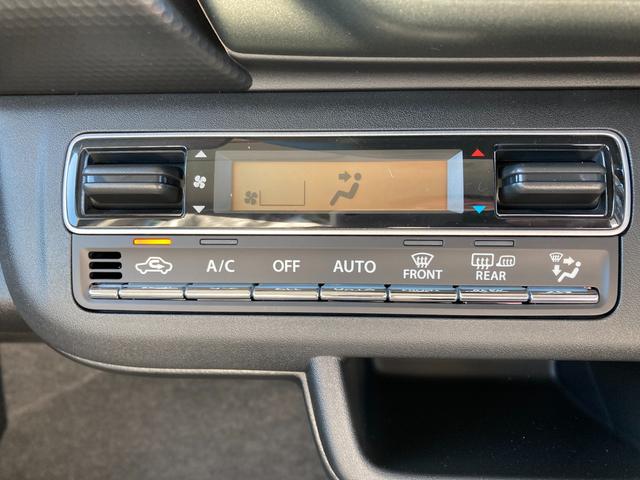 A/C OFF AUTO FRONT REAR